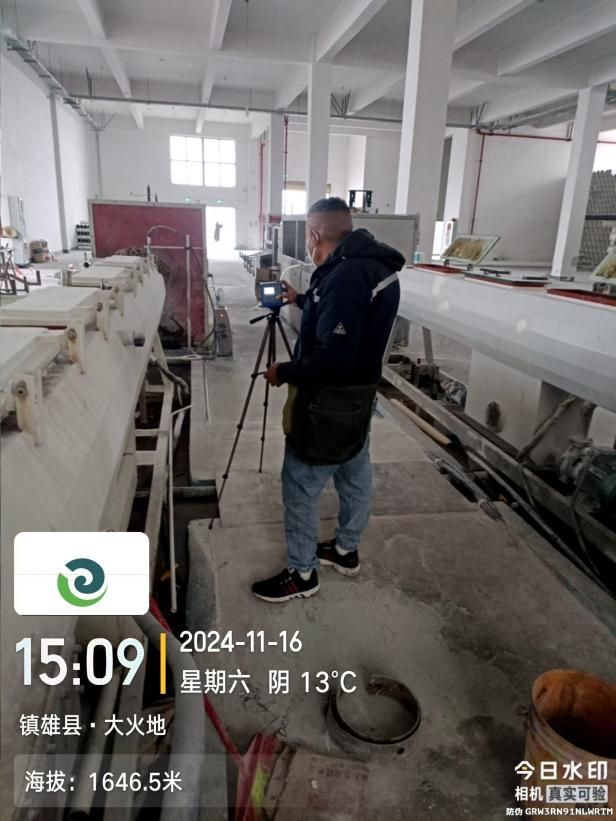 15:09
2024-11-16
星期六 阴 13°C
镇雄县·大火地
海拔：1646.5米
今日水印
相机 真实可验
防伪 GRW3RN91NLWRTM